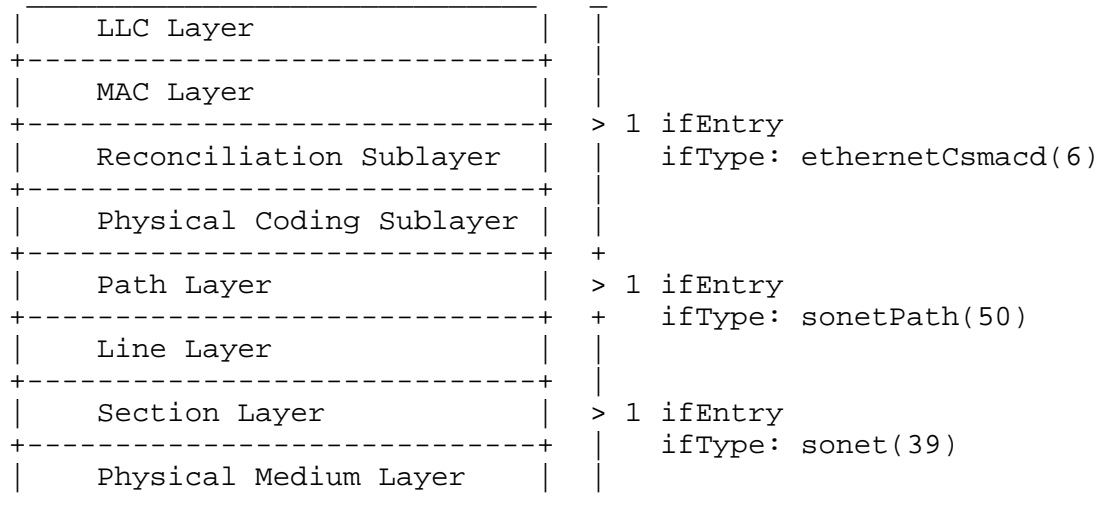 LLC Layer
MAC Layer
> 1 ifEntry
Reconciliation Sublayer ifType: ethernetCsmacd(6)
Physical Coding Sublayer
Path Layer > 1 ifEntry
ifType: sonetPath(50)
Line Layer
Section Layer > 1 ifEntry
ifType: sonet(39)
Physical Medium Layer